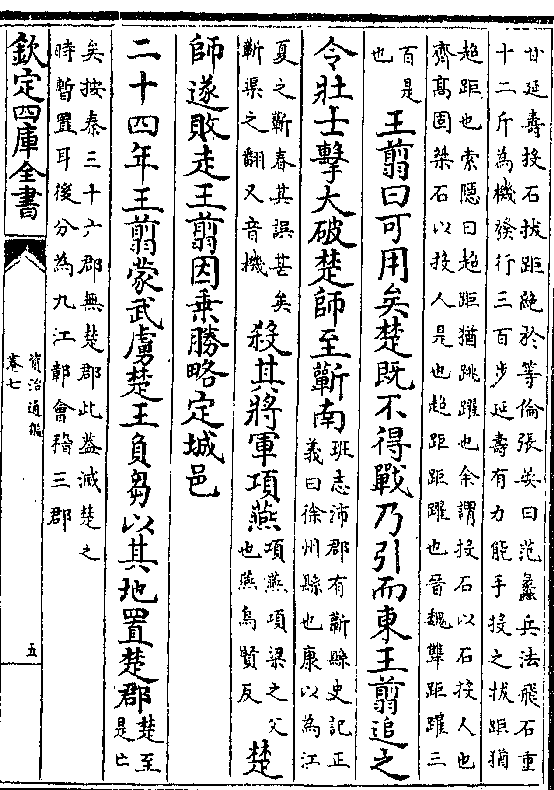 甘延壽投石拔距絶於等倫張晏曰范蠡兵法飛石重
十二斤為機發行三百步延壽有力能手投之拔距猶
超距也索隱曰超距猶跳躍也余謂投石以石投人也
齊髙固桀石以投人是也超距距躍也晉魏犨距躍三
百是
也
王翦曰可用矣楚既不得戰乃引而東王翦追之
令壯士擊大破楚師至蘄南
班志沛郡有蘄縣史記正
義曰徐州縣也康以為江
夏之蘄春其誤甚矣
蘄渠之翻又音機
殺其將軍項燕
項燕項梁之父
也燕烏賢反
楚
師遂敗走王翦因乗勝略定城邑
二十四年王翦蒙武虜楚王負芻以其地置楚郡
楚至
是亡
矣按秦三十六郡無楚郡此盖滅楚之
時暫置耳後分為九江鄣會稽三郡
欽定四庫全書
資治通鑑
卷七
五